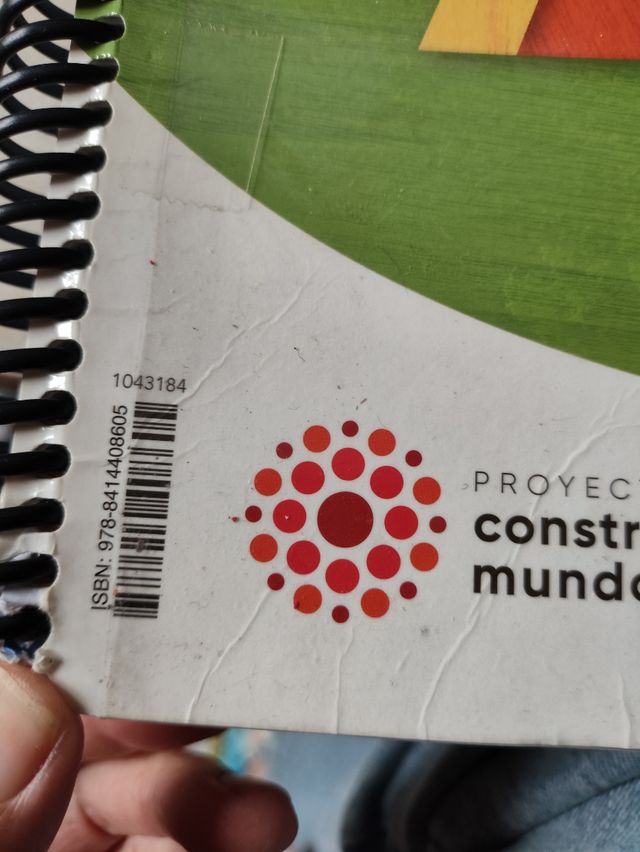 1043184
ISBN: 978-8414408605
PROYECT
constr
mundo